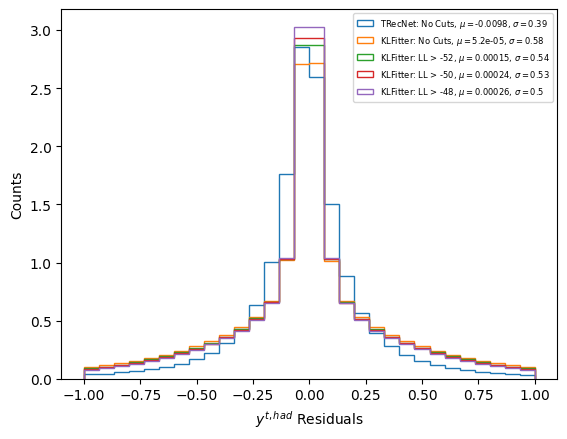 TRecNet: No Cuts, μ = -0.0098, σ = 0.39
KLFitter: No Cuts, μ = 5.2e-05, σ = 0.58
KLFitter: LL > -52, μ = 0.00015, σ = 0.54
KLFitter: LL > -50, μ = 0.00024, σ = 0.53
KLFitter: LL > -48, μ = 0.00026, σ = 0.5
3.0
2.5
2.0
1.5
1.0
0.5
0.0
Counts
−1.00 −0.75 −0.50 −0.25 0.00 0.25 0.50 0.75 1.00
y^{t, had} Residuals